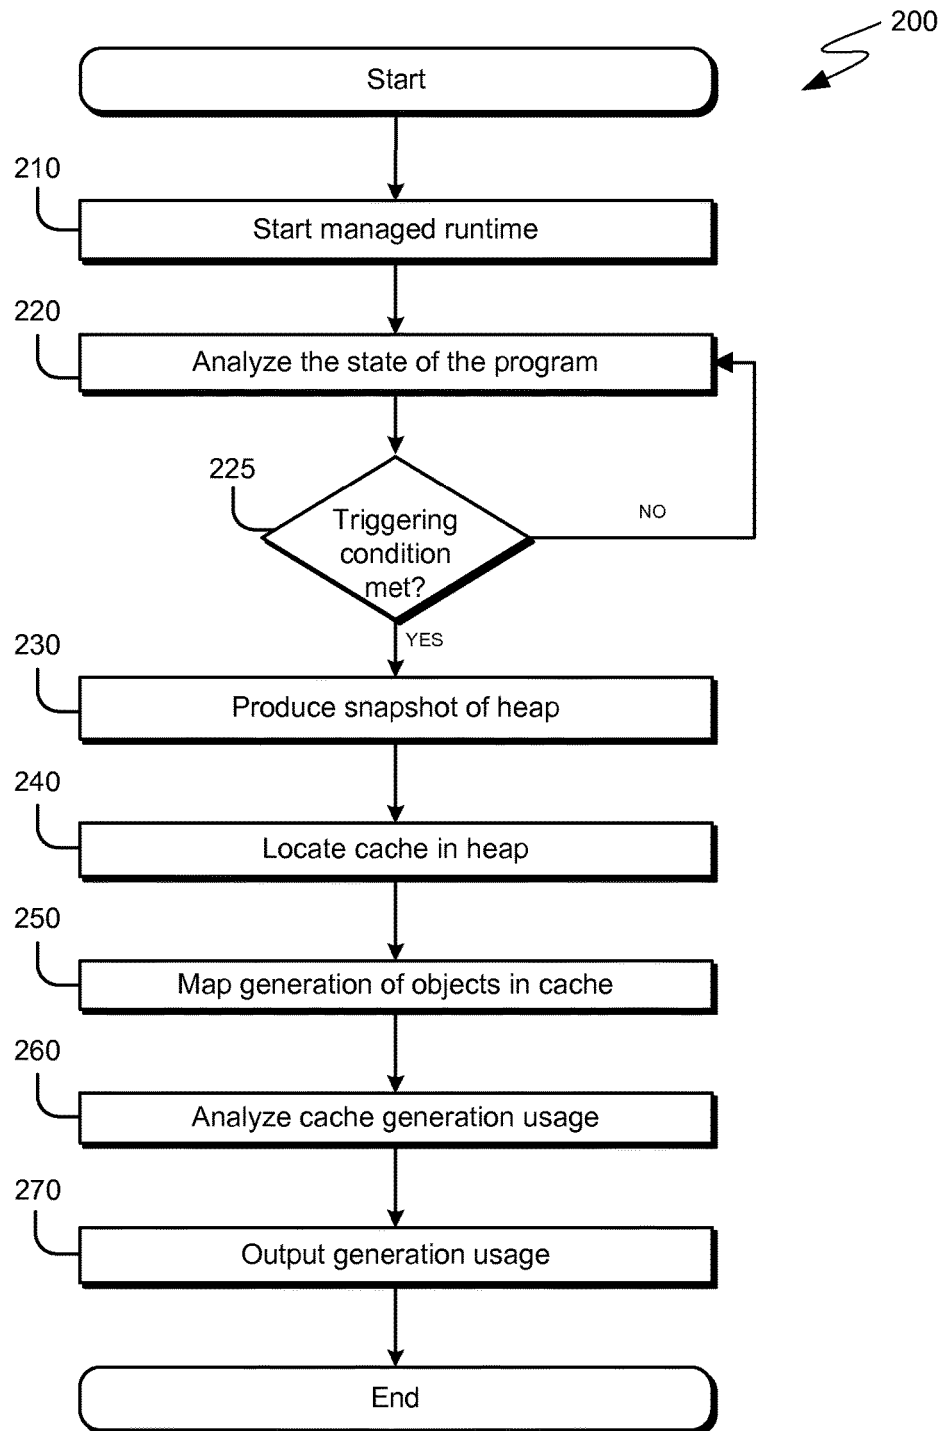 200
Start
210
Start managed runtime
220
Analyze the state of the program
225
Triggering
condition
met?
NO
YES
230
Produce snapshot of heap
240
Locate cache in heap
250
Map generation of objects in cache
260
Analyze cache generation usage
270
Output generation usage
End